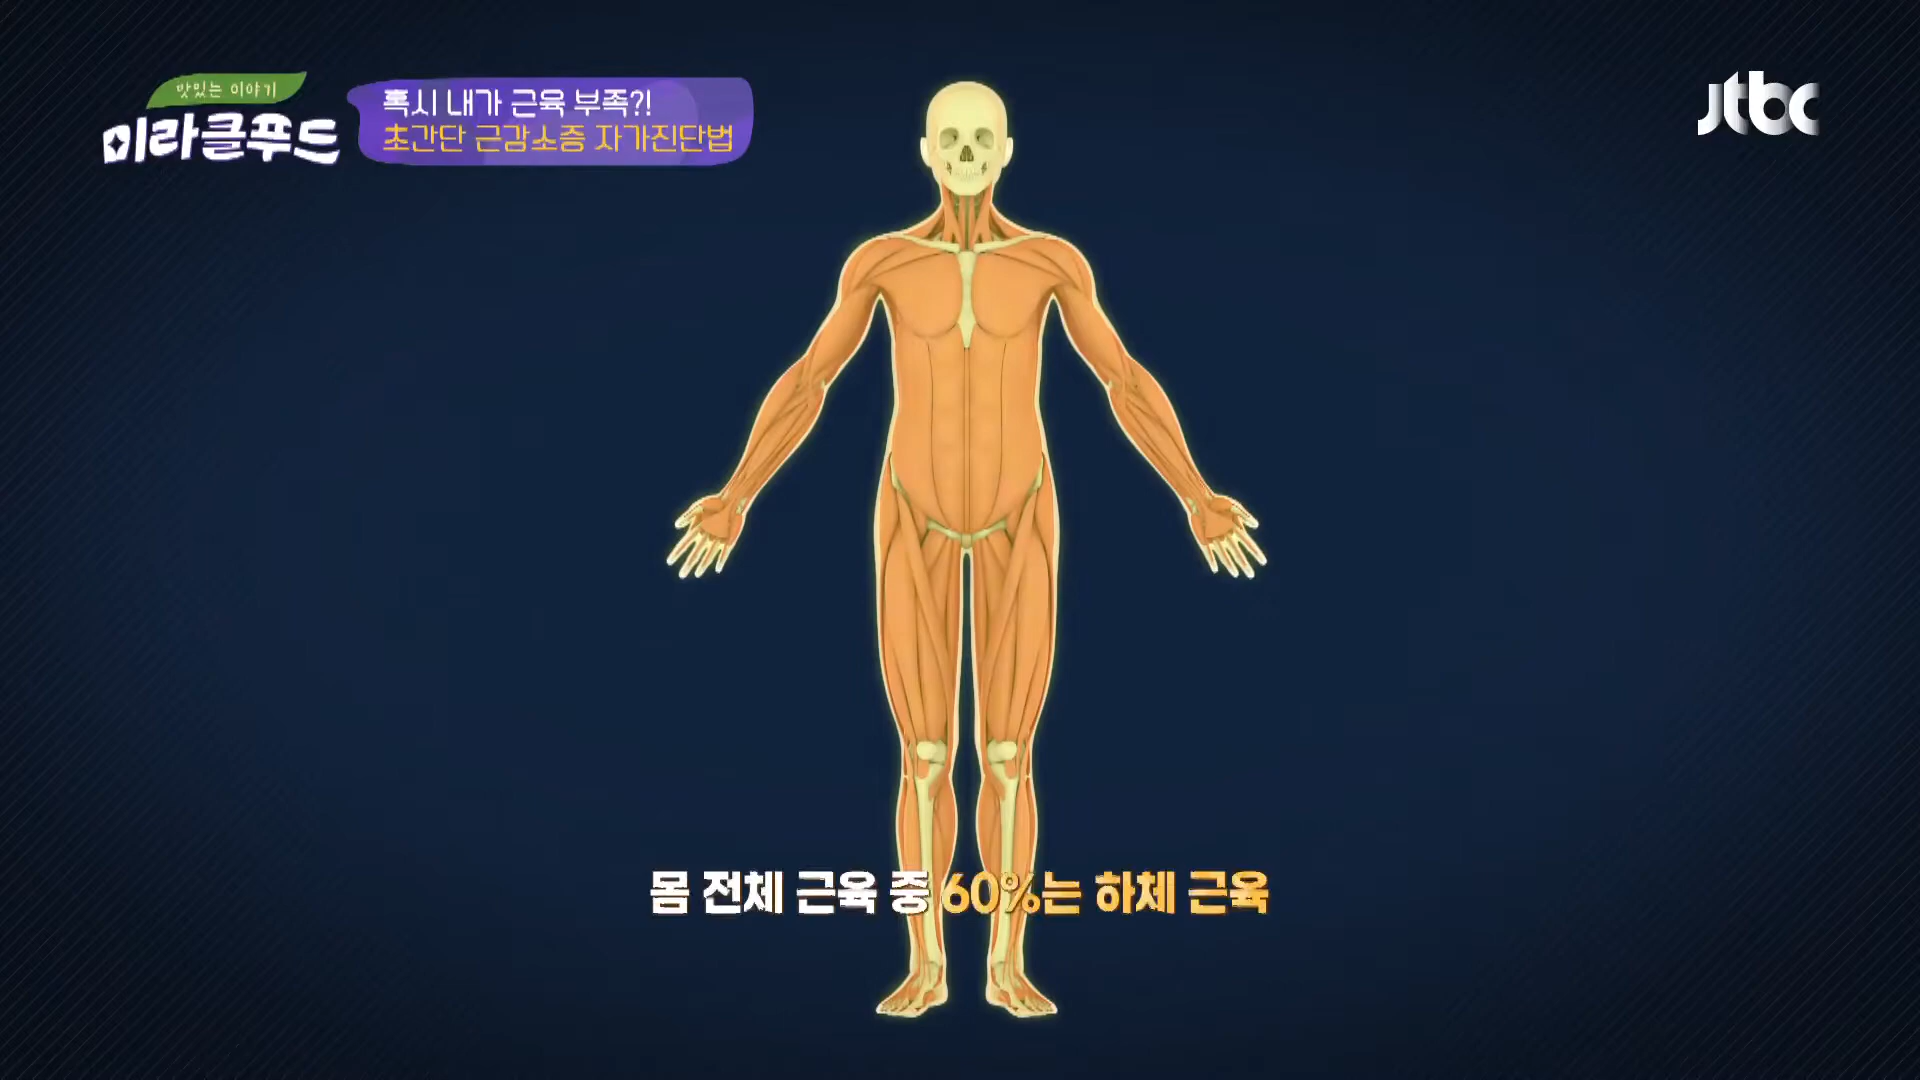 맛있는 이야기
미라클푸드
혹시 내가 근육 부족?!
초간단 근감소증 자가진단법
jtbc
몸 전체 근육 중 60%는 하체 근육